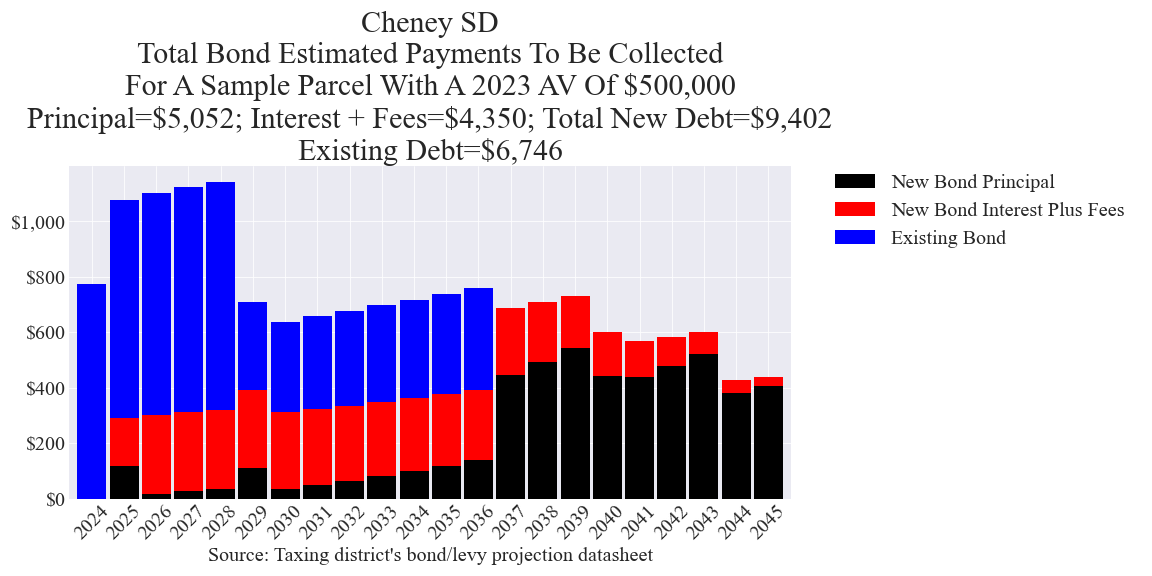 Cheney SD
Total Bond Estimated Payments To Be Collected
For A Sample Parcel With A 2023 AV Of $500,000
Principal=$5,052; Interest + Fees=$4,350; Total New Debt=$9,402
Existing Debt=$6,746
New Bond Principal
New Bond Interest Plus Fees
Existing Bond
$1,000
$800
$600
$400
$200
$0
2024 2025 2026 2027 2028 2029 2030 2031 2032 2033 2034 2035 2036 2037 2038 2039 2040 2041 2042 2043 2044 2045
Source: Taxing district's bond/levy projection datasheet